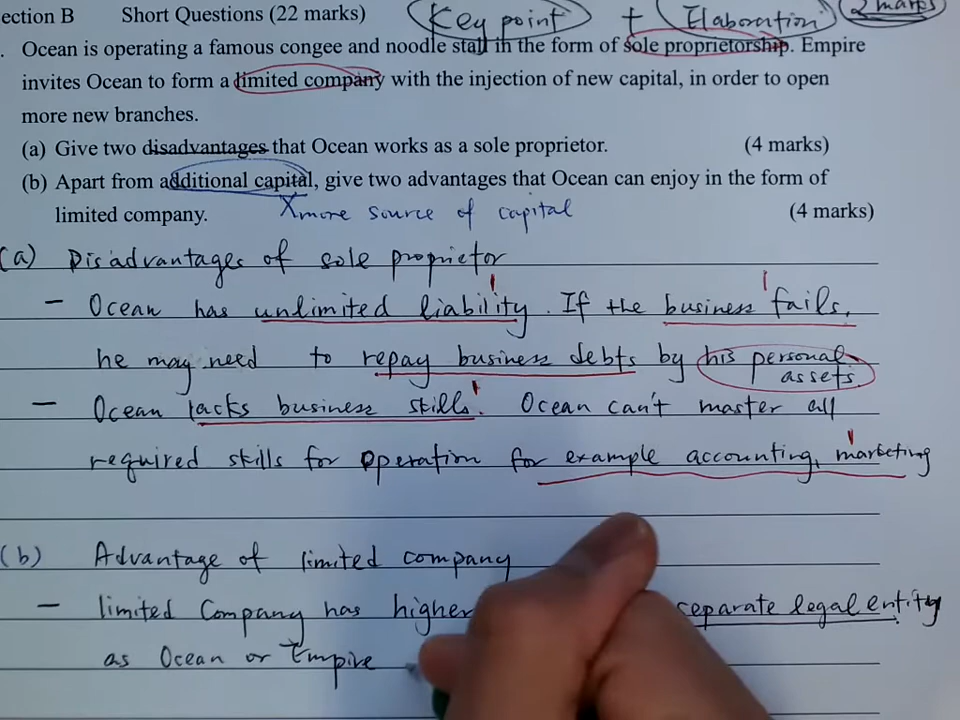 ection B Short Questions (22 marks) Key point + Elaboration 2 marks
. Ocean is operating a famous congee and noodle stall in the form of sole proprietorship. Empire
invites Ocean to form a limited company with the injection of new capital, in order to open
more new branches.
(a) Give two disadvantages that Ocean works as a sole proprietor. (4 marks)
(b) Apart from additional capital, give two advantages that Ocean can enjoy in the form of
limited company. X more source of capital (4 marks)
(a) Disadvantages of sole proprietor
- Ocean has unlimited liability. If the business fails,
he may need to repay business debts by his personal
assets.
- Ocean lacks business skills. Ocean can't master all
required skills for operation for example accounting, marketing
(b) Advantage of limited company
- limited Company has higher separate legal entity
as Ocean or Empire